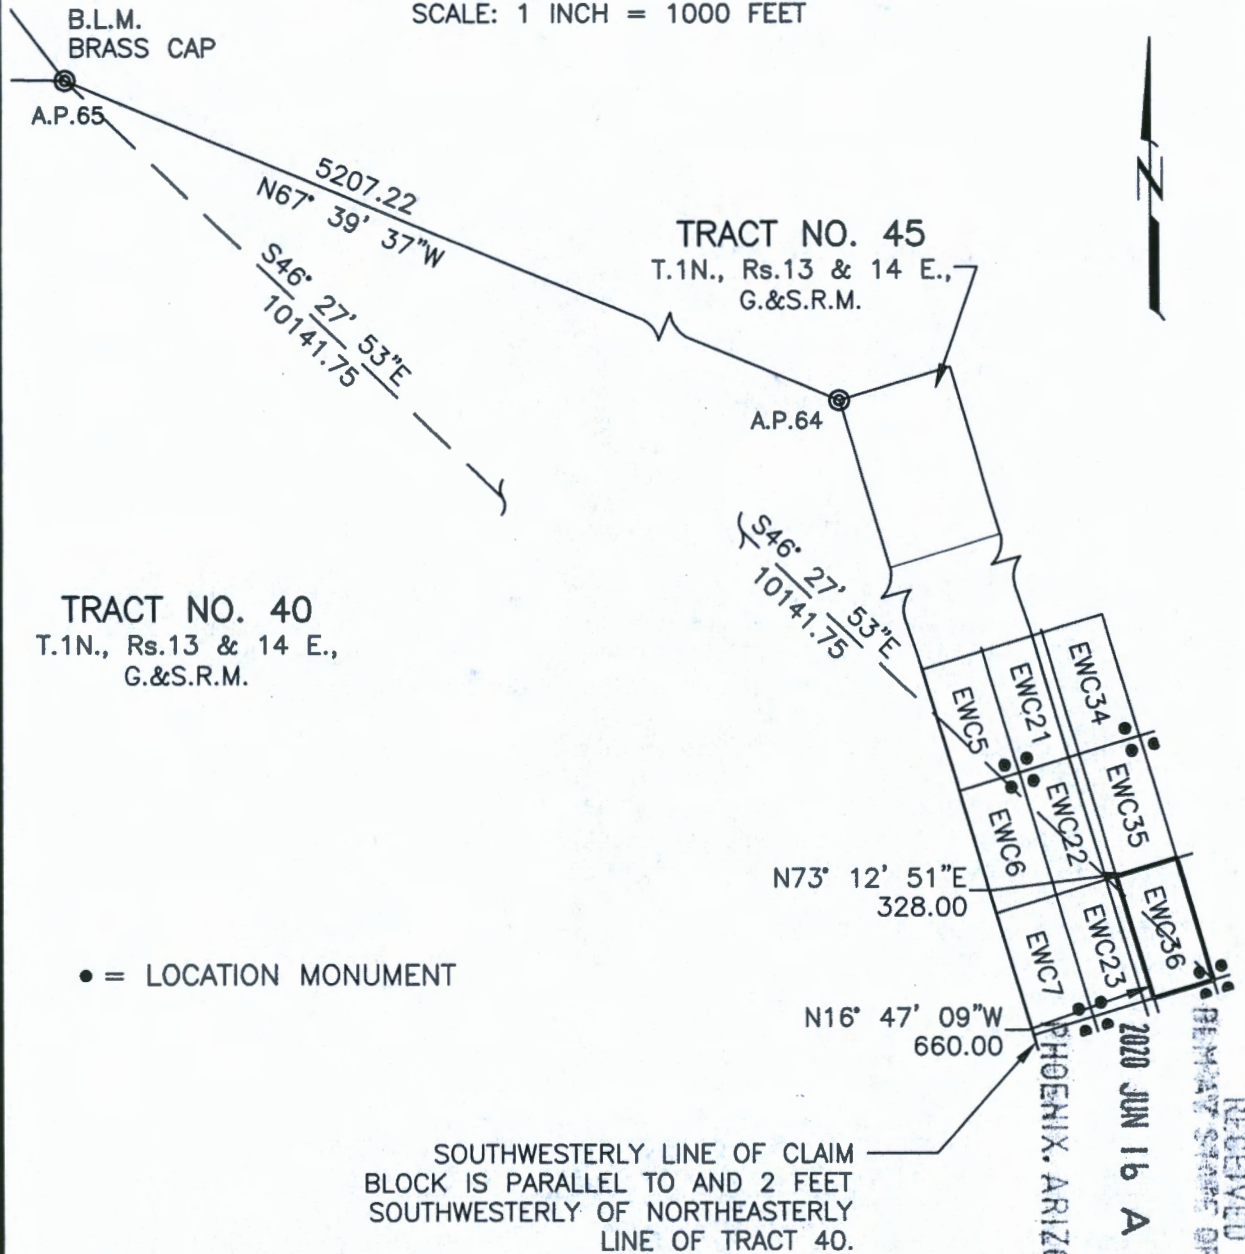 SCALE: 1 INCH = 1000 FEET
B.L.M.
BRASS CAP
A.P.65
5207.22
N67° 39' 37"W
S46° 27' 53"E
10141.75
TRACT NO. 45
T.1N., Rs.13 & 14 E.,
G.&S.R.M.
N
A.P.64
S46° 27' 53"E
10141.75
TRACT NO. 40
T.1N., Rs.13 & 14 E.,
G.&S.R.M.
EWC5
EWC21
EWC34
EWC6
EWC22
EWC35
EWC7
EWC23
EWC36
N73° 12' 51"E
328.00
● = LOCATION MONUMENT
N16° 47' 09"W
660.00
SOUTHWESTERLY LINE OF CLAIM
BLOCK IS PARALLEL TO AND 2 FEET
SOUTHWESTERLY OF NORTHEASTERLY
LINE OF TRACT 40.
RECEIVED
2020 JUN 16 A
PHOENIX, ARIZO